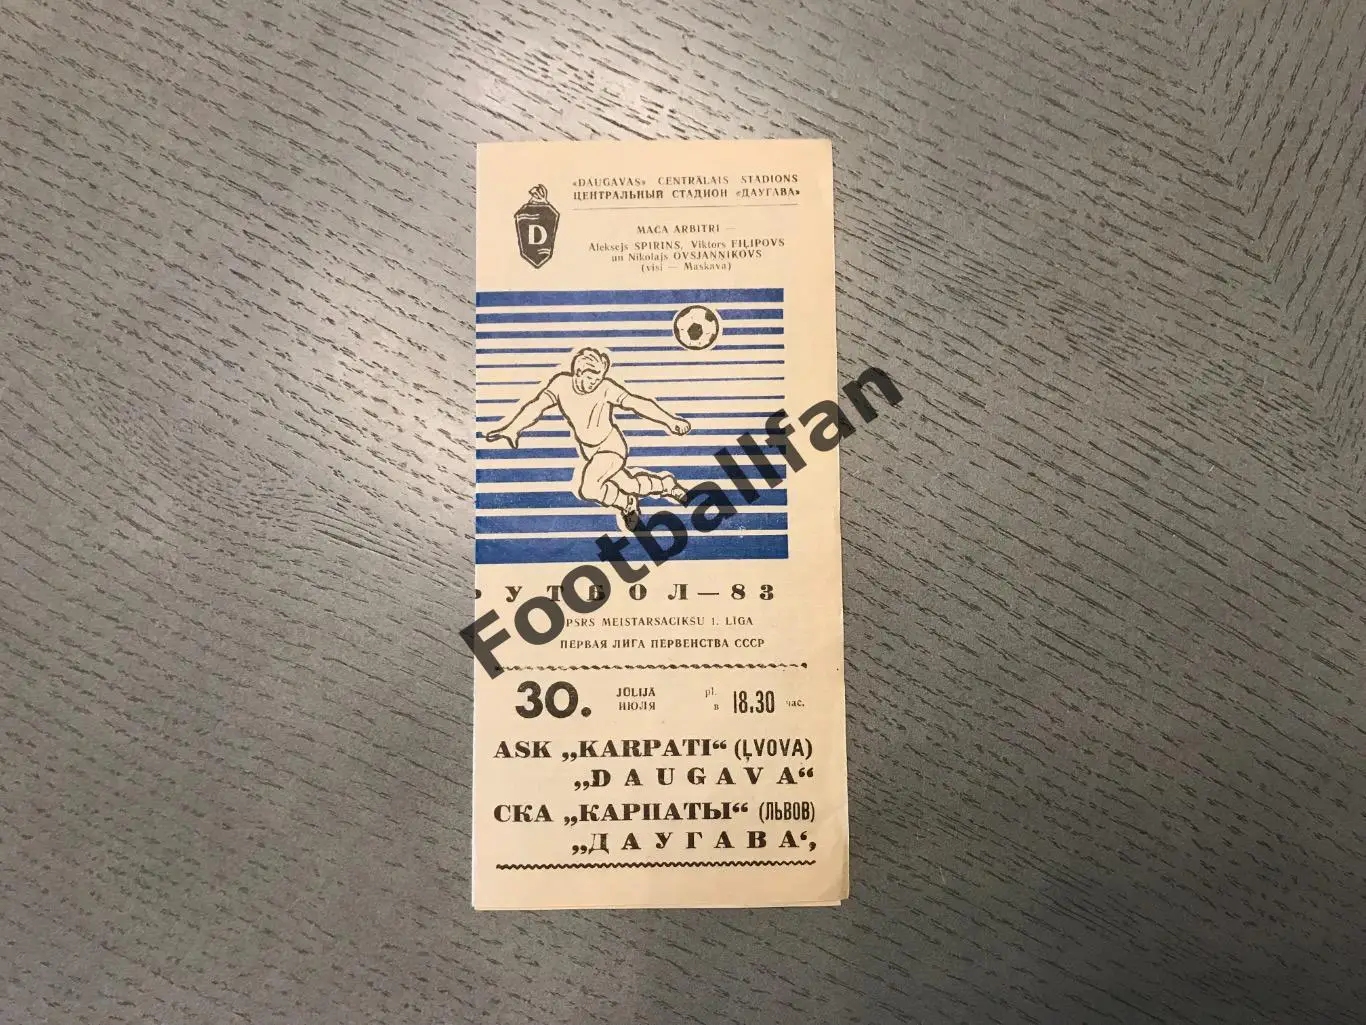 «DAUGAVAS» CENTRĀLAIS STADIONS
ЦЕНТРАЛЬНЫЙ СТАДИОН «ДАУГАВА»
D
MAČA ARBITRI —
Aleksejs SPIRINS, Viktors FIĻIPOVS
un Nikolajs OVSJAŅŅIKOVS
(visi — Maskava)
УТБОЛ—83
PSRS MEISTARSACIKSU 1. LIGA
ПЕРВАЯ ЛИГА ПЕРВЕНСТВА СССР
30. JŪLIJĀ pl. 18.30 час.
ИЮЛЯ в
ASK „KARPATI“ (ĻVOVA)
„DAUGAVA“
СКА „КАРПАТЫ“ (ЛЬВОВ)
„ДАУГАВА‘,
Footballfan